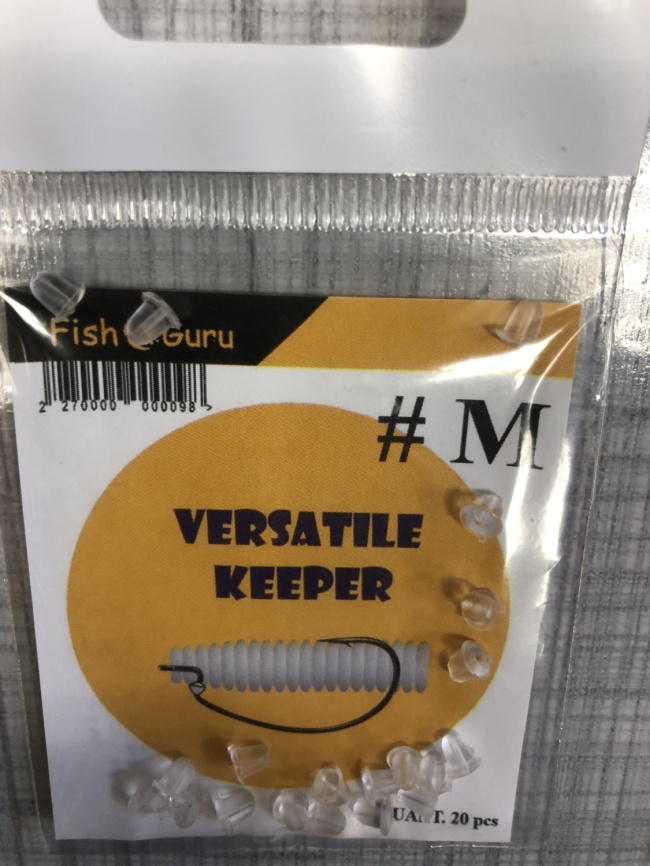 Fish Guru
2 270000 000098 >
# M
VERSATILE
KEEPER
20 pcs